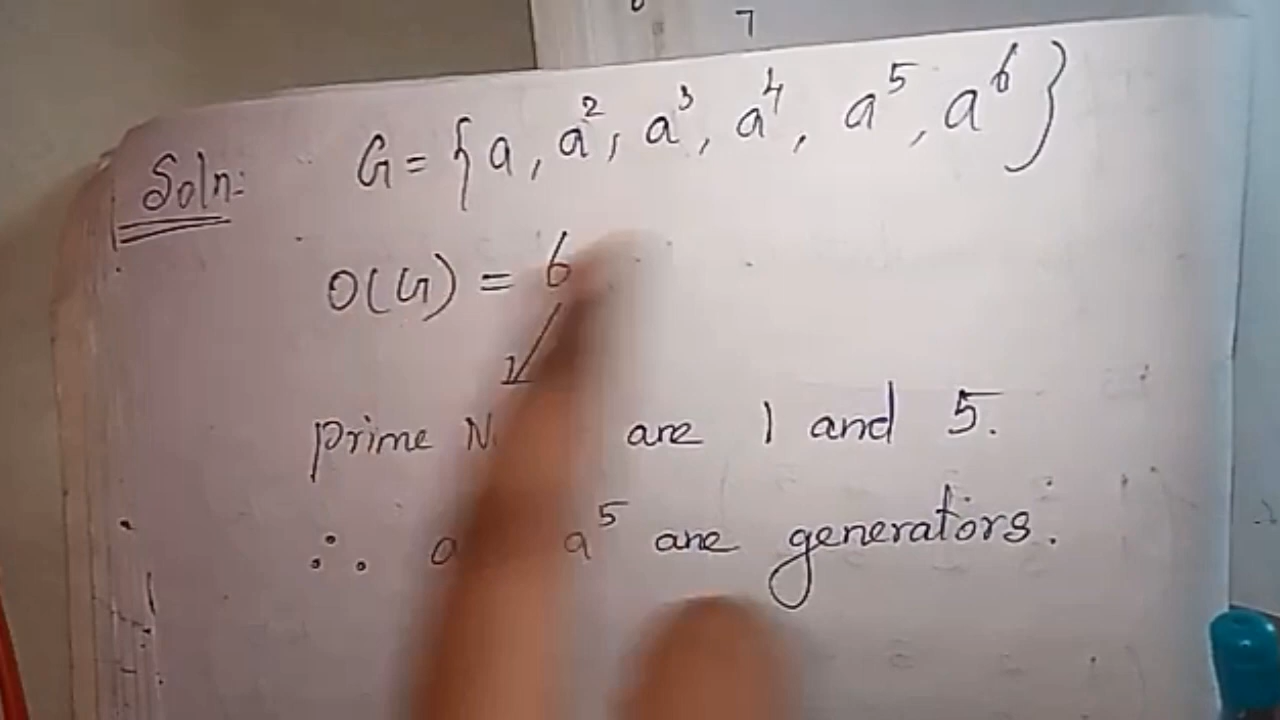 7
Soln: G = {a, a², a³, a⁴, a⁵, a⁶}
O(G) = 6
prime are 1 and 5.
∴ a a⁵ are generators.